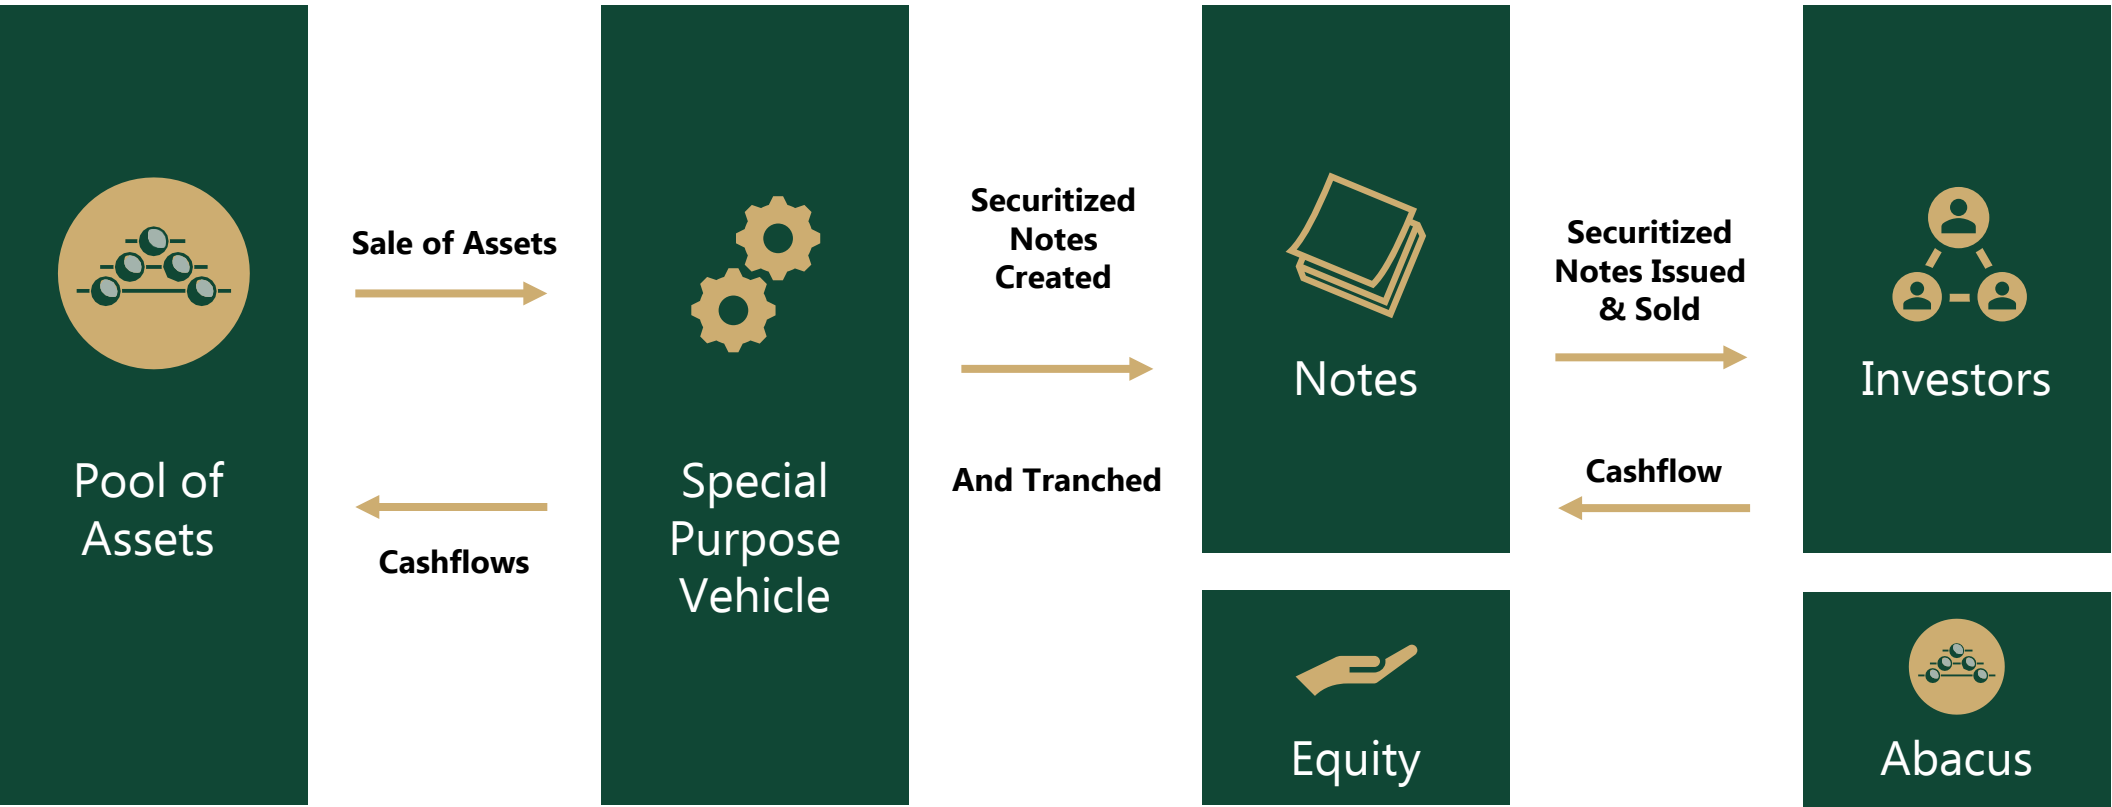 Pool of
Assets
Sale of Assets
Cashflows
Special
Purpose
Vehicle
Securitized
Notes
Created
And Tranched
Notes
Equity
Securitized
Notes Issued
& Sold
Cashflow
Investors
Abacus